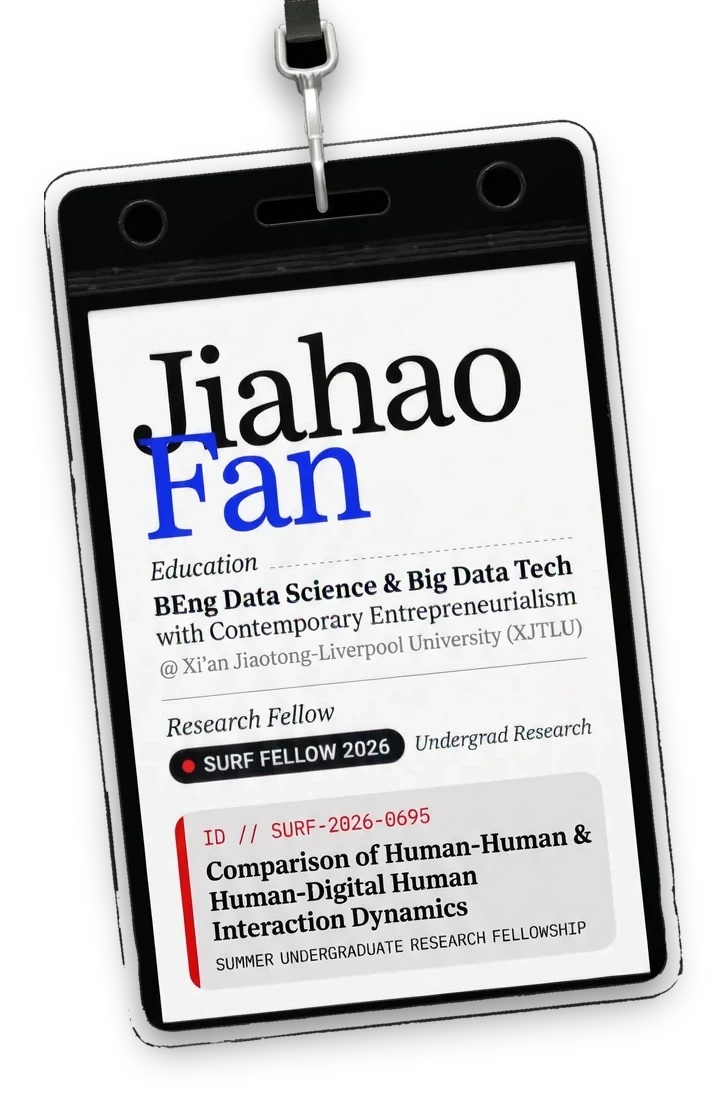 Jiahao
Fan
Education
BEng Data Science & Big Data Tech
with Contemporary Entrepreneurialism
@ Xi’an Jiaotong-Liverpool University (XJTLU)
Research Fellow
SURF FELLOW 2026 Undergrad Research
ID // SURF-2026-0695
Comparison of Human-Human &
Human-Digital Human
Interaction Dynamics
SUMMER UNDERGRADUATE RESEARCH FELLOWSHIP